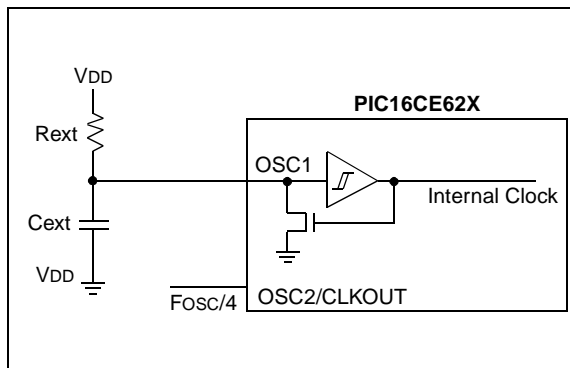 VDD
PIC16CE62X
Rext
OSC1
Internal Clock
Cext
VDD
FOSC/4
OSC2/CLKOUT